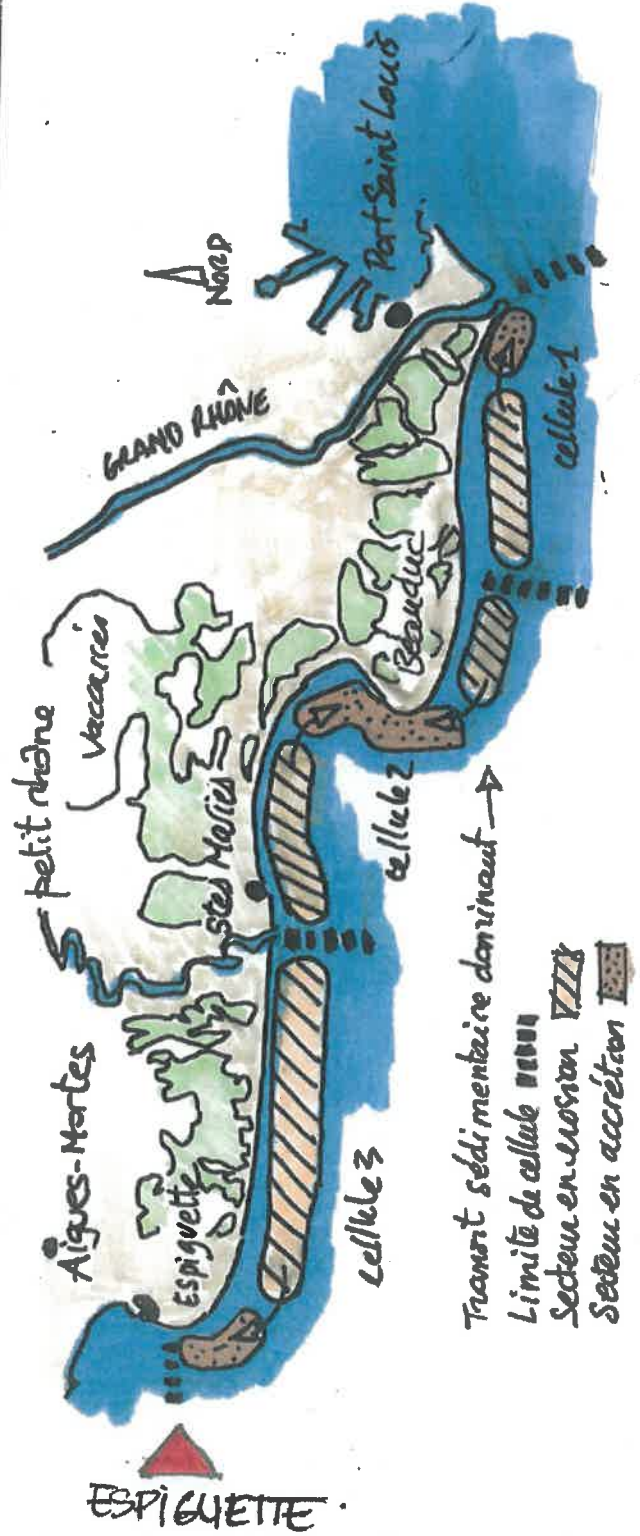 Aigues-Mortes
petit rhône
Vaccarès
GRAND RHÔNE
NORD
Port Saint Louis
Espiguette
Stes Maries
Beauduc
cellule 3
cellule 2
cellule 1
ESPIGUETTE.
Transit sédimentaire dominant
Limite de cellule
Secteur en erosion
Secteur en accrétion